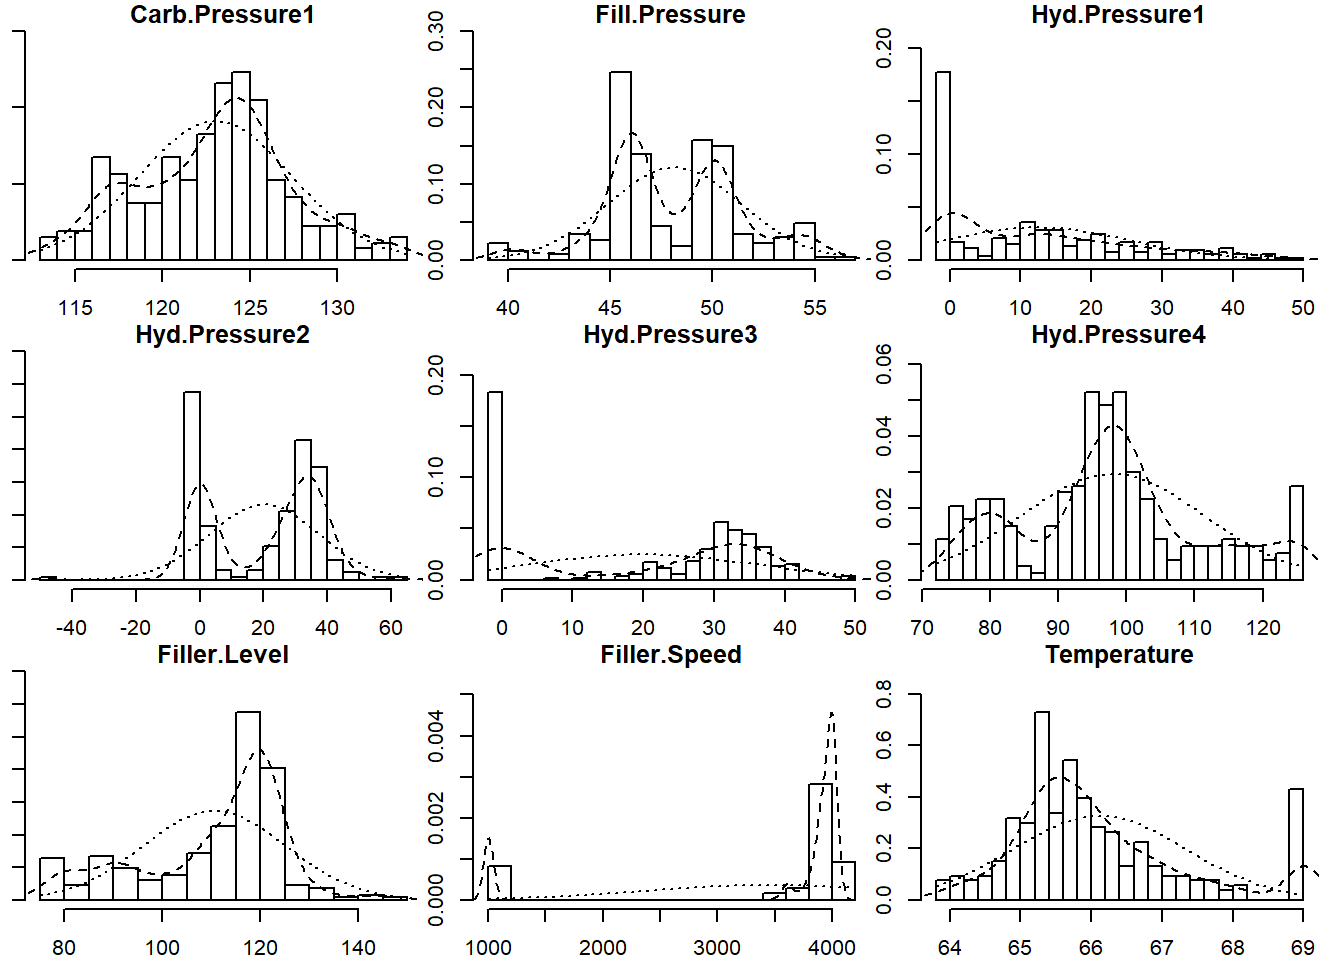 Carb.Pressure1
115 120 125 130
Fill.Pressure
0.00 0.10 0.20 0.30
40 45 50 55
Hyd.Pressure1
0.00 0.10 0.20
0 10 20 30 40 50
Hyd.Pressure2
-40 -20 0 20 40 60
Hyd.Pressure3
0.00 0.10 0.20
0 10 20 30 40 50
Hyd.Pressure4
0.00 0.02 0.04 0.06
70 80 90 100 110 120
Filler.Level
80 100 120 140
Filler.Speed
0.000 0.002 0.004
1000 2000 3000 4000
Temperature
0.0 0.2 0.4 0.6 0.8
64 65 66 67 68 69